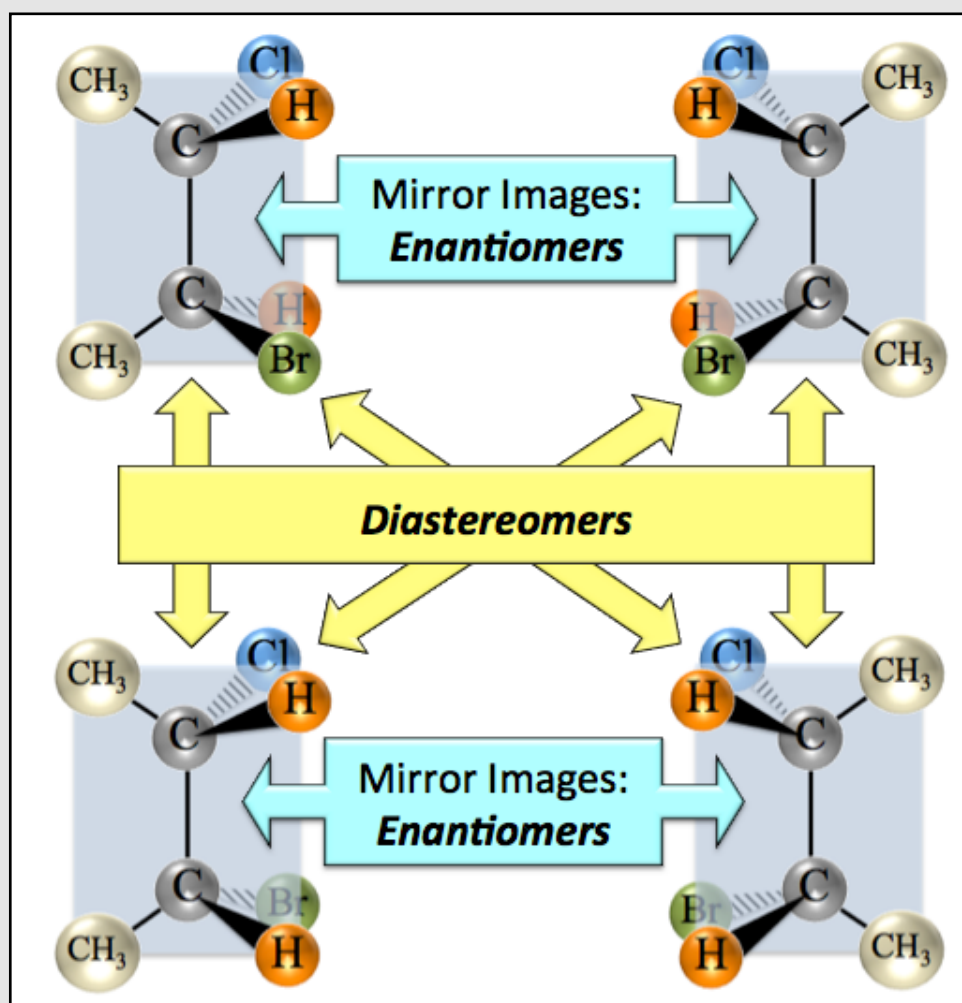 Cl Cl
CH3 H H CH3
C C
Mirror Images:
Enantiomers
C H H C
CH3 Br Br CH3
Diastereomers
Cl Cl
CH3 H H CH3
C C
Mirror Images:
Enantiomers
C Br Br C
CH3 H H CH3